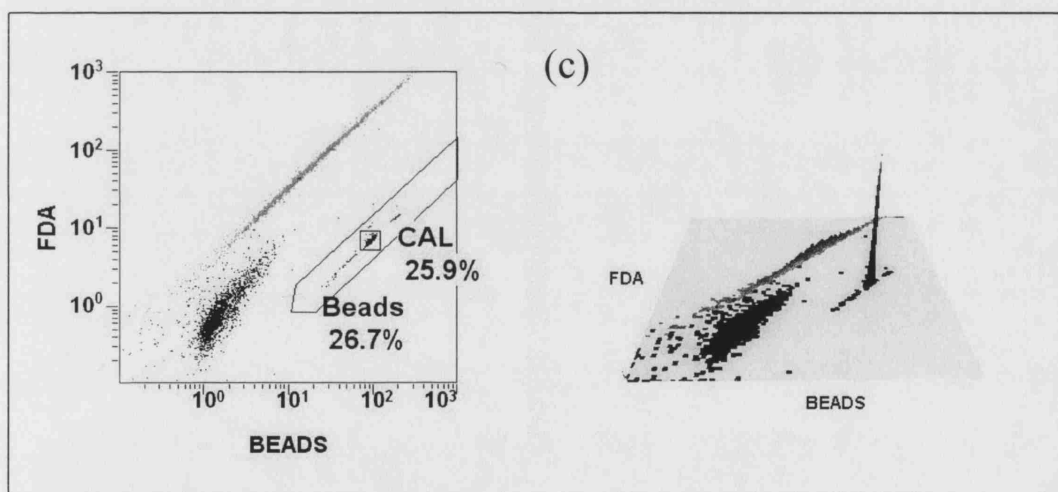 (c)
10³
10²
10¹
10⁰
FDA
CAL
25.9%
Beads
26.7%
10⁰ 10¹ 10² 10³
BEADS
FDA
BEADS